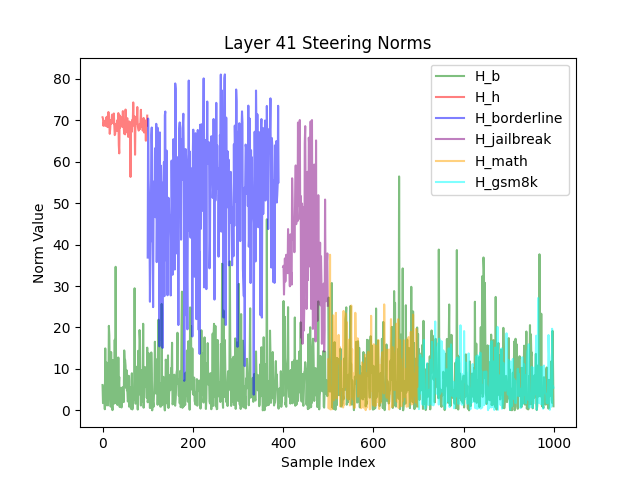 Layer 41 Steering Norms
H_b
H_h
H_borderline
H_jailbreak
H_math
H_gsm8k
Norm Value
80
70
60
50
40
30
20
10
0
0 200 400 600 800 1000
Sample Index